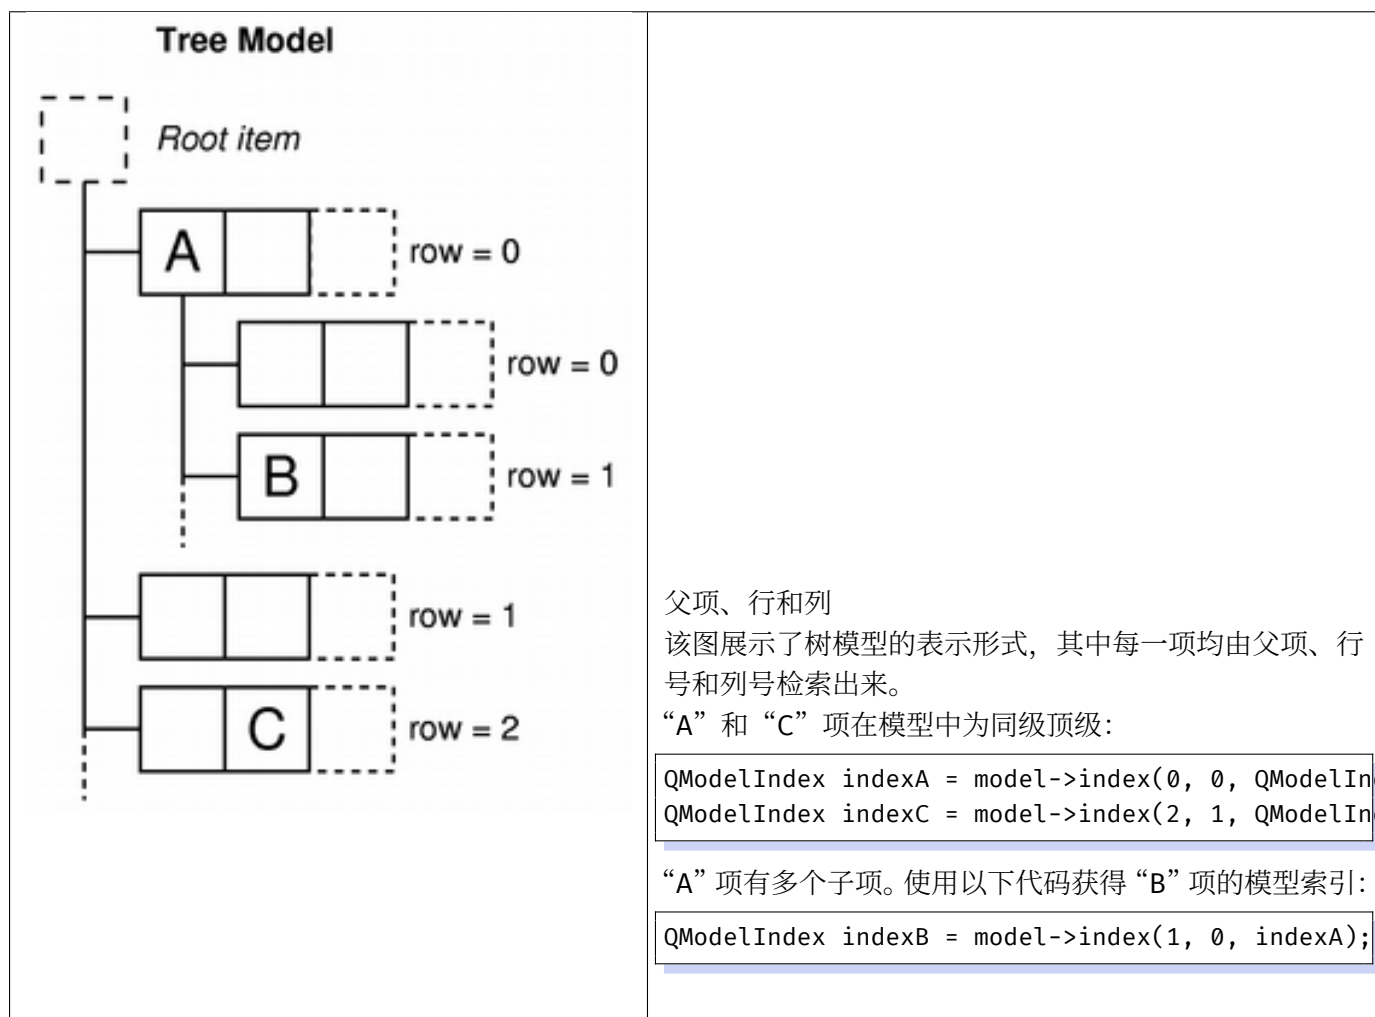 Tree Model
Root item
A
row = 0
row = 0
B
row = 1
row = 1
C
row = 2
父项、行和列
该图展示了树模型的表示形式，其中每一项均由父项、行
号和列号检索出来。
“A”和“C”项在模型中为同级顶级：
QModelIndex indexA = model->index(0, 0, QModelIn
QModelIndex indexC = model->index(2, 1, QModelIn
“A”项有多个子项。使用以下代码获得“B”项的模型索引：
QModelIndex indexB = model->index(1, 0, indexA);